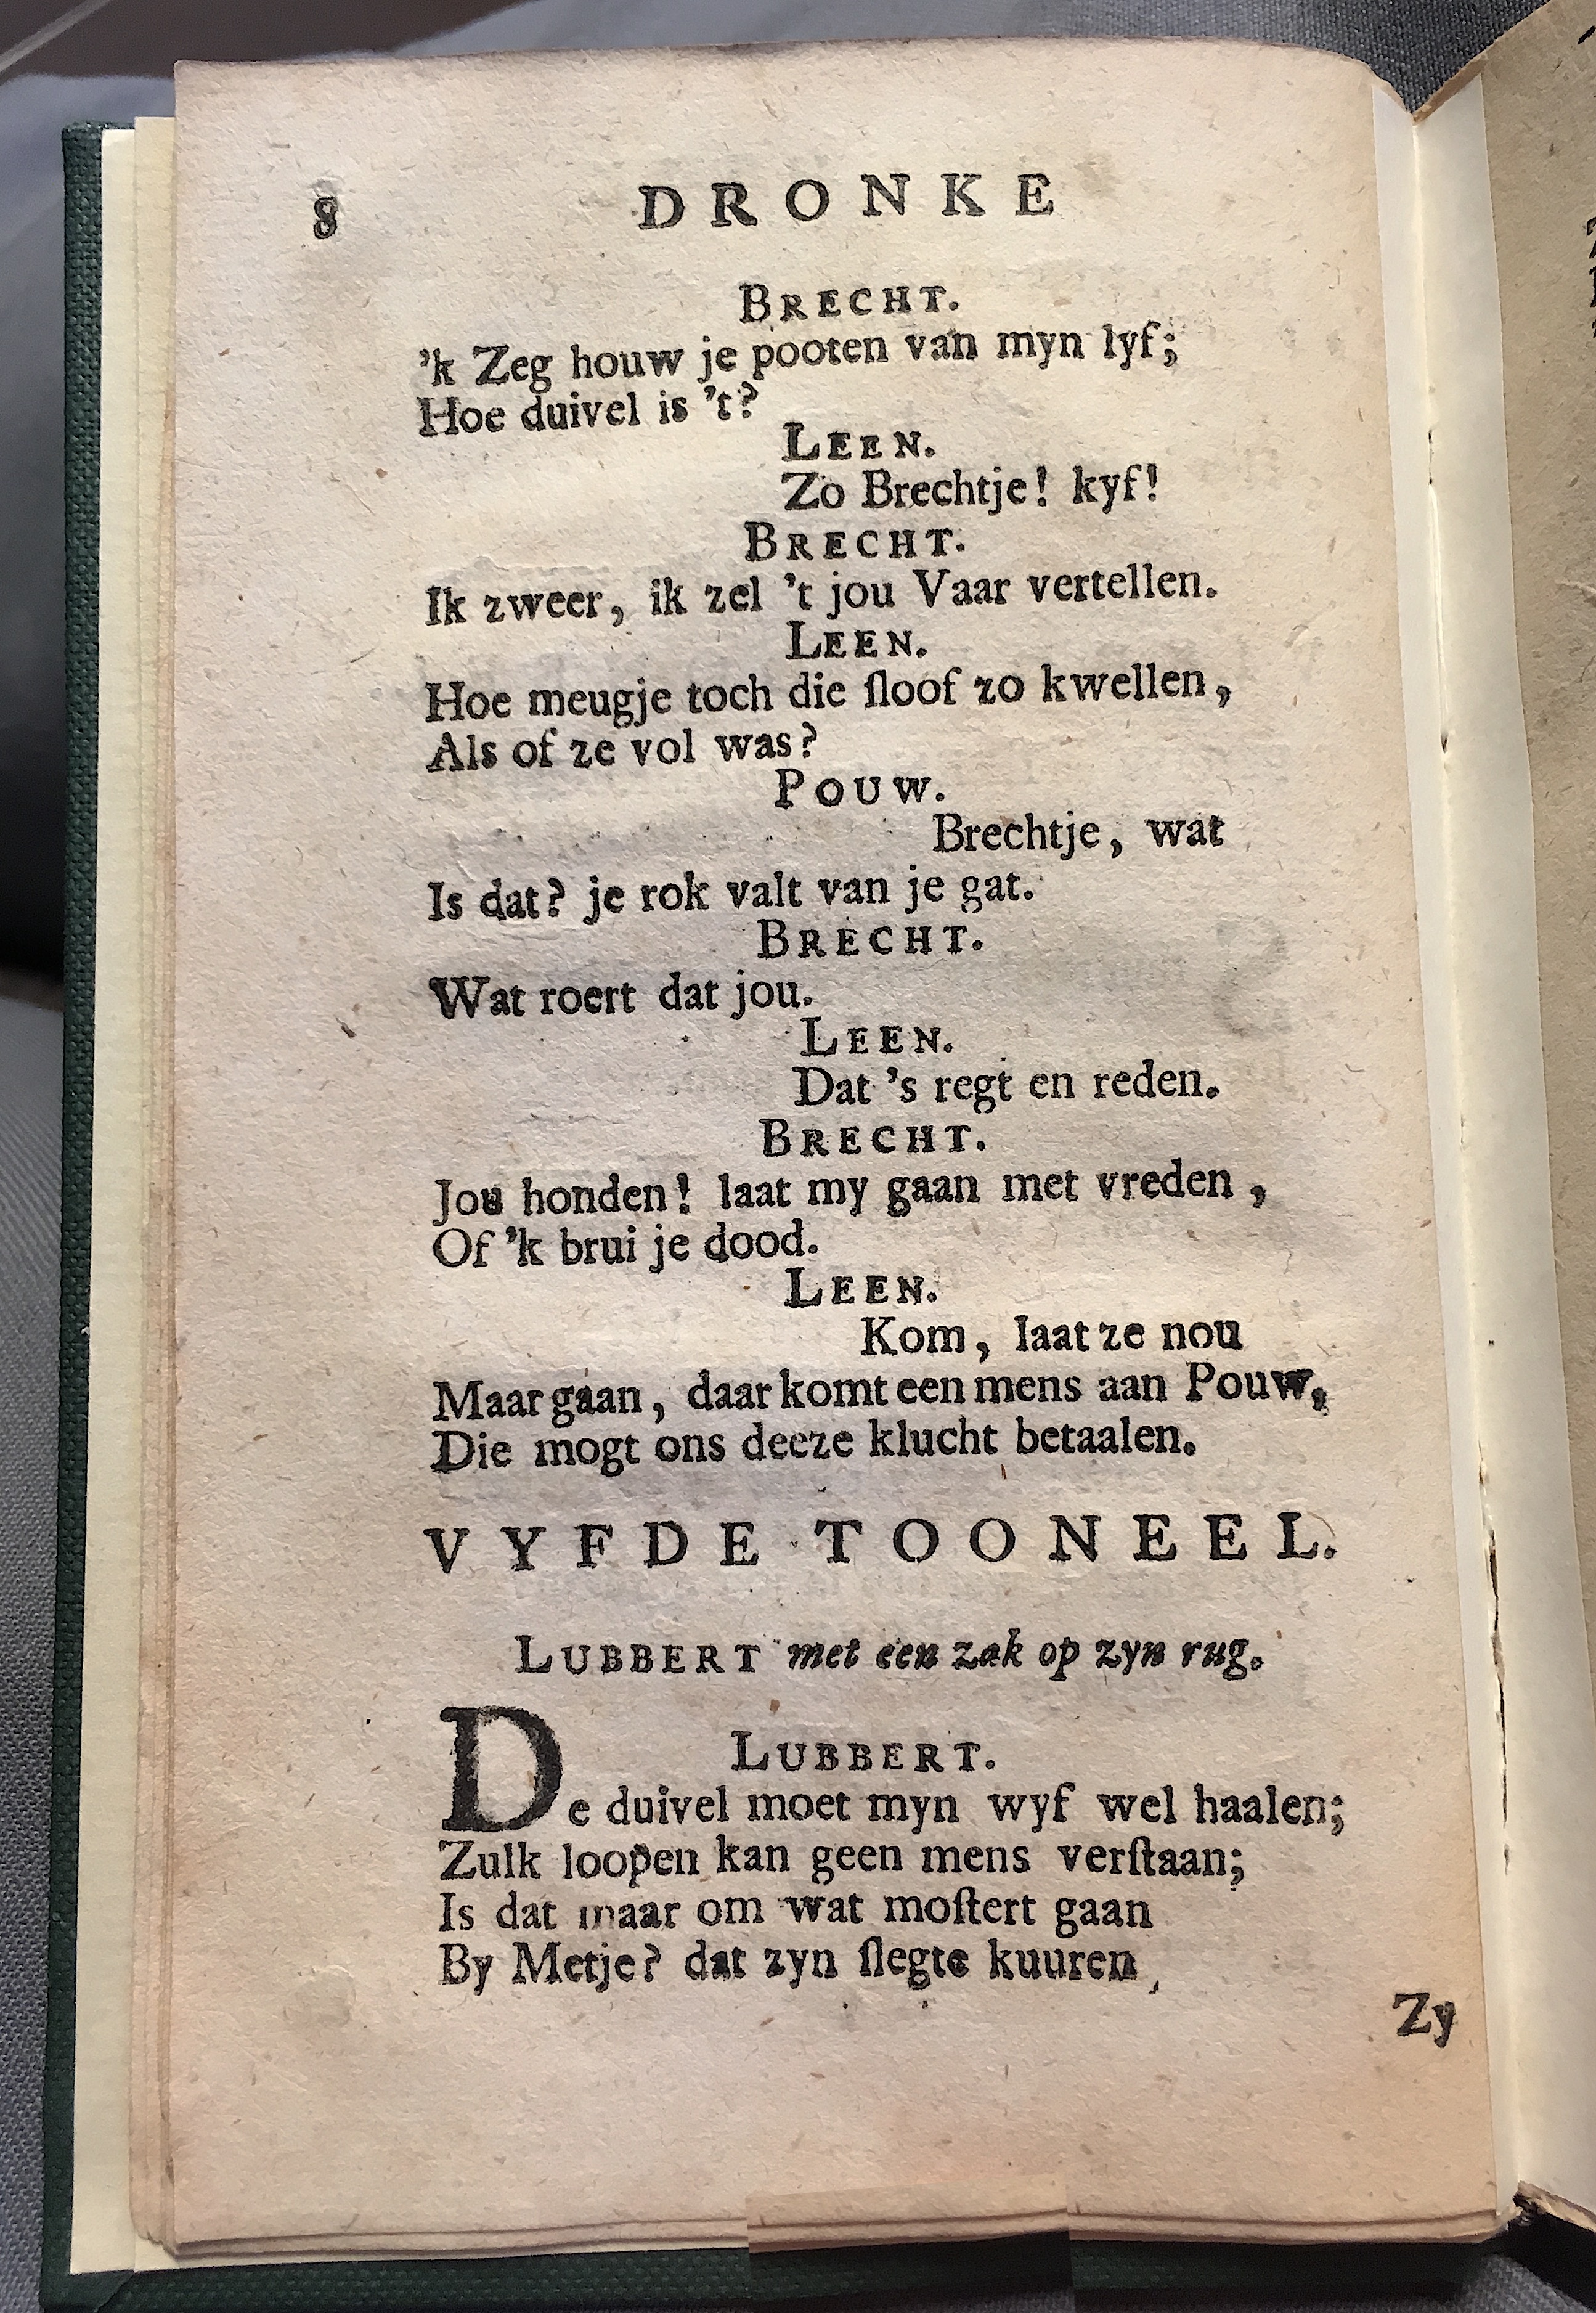 8
DRONKE
BRECHT.
'k Zeg houw je pooten van myn lyf;
Hoe duivel is 't?
LEEN.
Zo Brechtje! kyf!
BRECHT.
Ik zweer, ik zel 't jou Vaar vertellen.
LEEN.
Hoe meugje toch die ſloof zo kwellen,
Als of ze vol was?
POUW.
Brechtje, wat
Is dat? je rok valt van je gat.
BRECHT.
Wat roert dat jou.
LEEN.
Dat 's regt en reden.
BRECHT.
Jou honden! laat my gaan met vreden,
Of 'k brui je dood.
LEEN.
Kom, laat ze nou
Maar gaan, daar komt een mens aan Pouw,
Die mogt ons deeze klucht betaalen.
VYFDE TOONEEL.
LUBBERT met een zak op zyn rug.
LUBBERT.
De duivel moet myn wyf wel haalen;
Zulk loopen kan geen mens verſtaan;
Is dat maar om wat moſtert gaan
By Metje? dat zyn ſlegte kuuren,
Zy